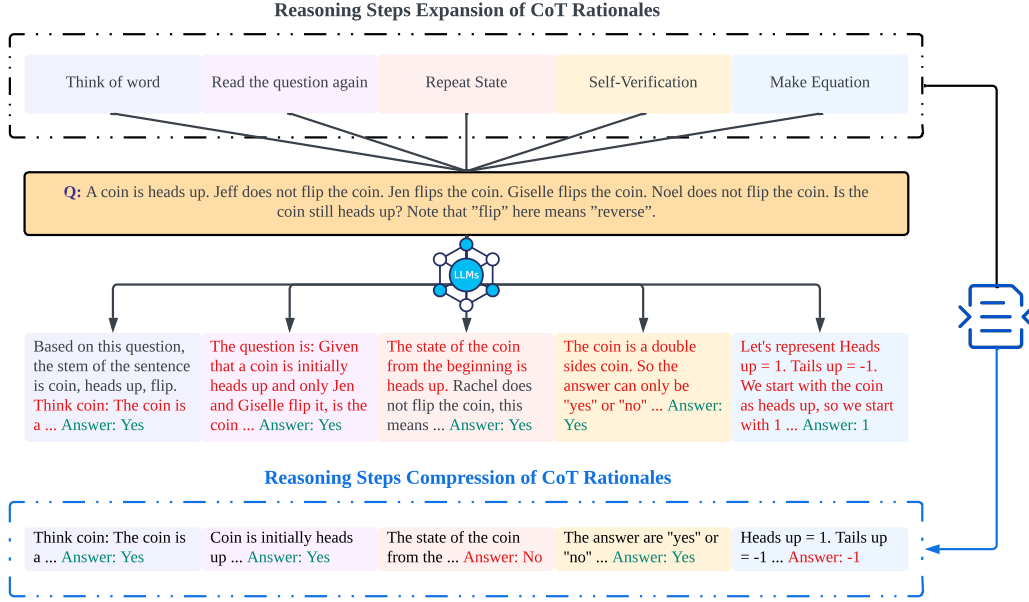 Reasoning Steps Expansion of CoT Rationales
Think of word
Read the question again
Repeat State
Self-Verification
Make Equation
Q: A coin is heads up. Jeff does not flip the coin. Jen flips the coin. Giselle flips the coin. Noel does not flip the coin. Is the
coin still heads up? Note that ”flip” here means ”reverse”.
LLMs
Based on this question,
the stem of the sentence
is coin, heads up, flip.
Think coin: The coin is
a ... Answer: Yes
The question is: Given
that a coin is initially
heads up and only Jen
and Giselle flip it, is the
coin ... Answer: Yes
The state of the coin
from the beginning is
heads up. Rachel does
not flip the coin, this
means ... Answer: Yes
The coin is a double
sides coin. So the
answer can only be
"yes" or "no" ... Answer:
Yes
Let's represent Heads
up = 1. Tails up = -1.
We start with the coin
as heads up, so we start
with 1 ... Answer: 1
Reasoning Steps Compression of CoT Rationales
Think coin: The coin is
a ... Answer: Yes
Coin is initially heads
up ... Answer: Yes
The state of the coin
from the ... Answer: No
The answer are "yes" or
"no" ... Answer: Yes
Heads up = 1. Tails up
= -1 ... Answer: -1